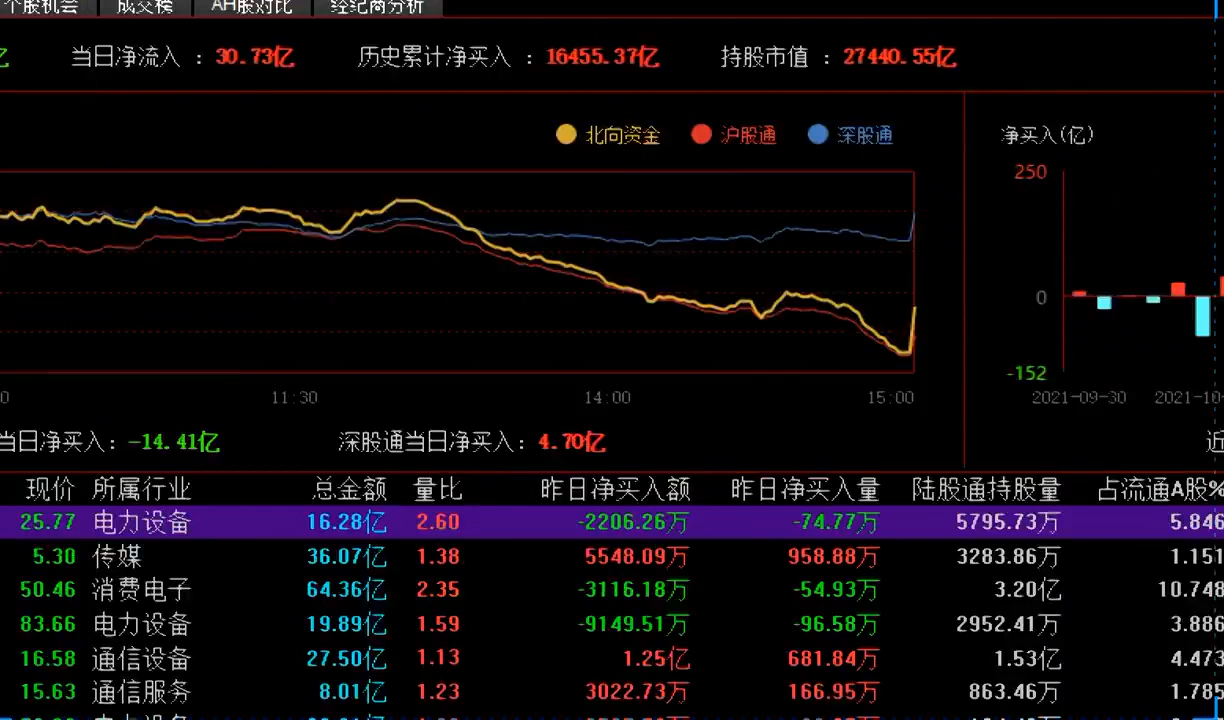 个股机会 成交榜 AH股对比 经纪商分析
亿 当日净流入 : 30.73亿 历史累计净买入 : 16455.37亿 持股市值 : 27440.55亿
北向资金 沪股通 深股通 净买入(亿)
250
0
-152
0 11:30 14:00 15:00 2021-09-30 2021-10
当日净买入: -14.41亿 深股通当日净买入: 4.70亿 近
现价 所属行业 总金额 量比 昨日净买入额 昨日净买入量 陆股通持股量 占流通A股%
25.77 电力设备 16.28亿 2.60 -2206.26万 -74.77万 5795.73万 5.846
5.30 传媒 36.07亿 1.38 5548.09万 958.88万 3283.86万 1.151
50.46 消费电子 64.36亿 2.35 -3116.18万 -54.93万 3.20亿 10.748
83.66 电力设备 19.89亿 1.59 -9149.51万 -96.58万 2952.41万 3.886
16.58 通信设备 27.50亿 1.13 1.25亿 681.84万 1.53亿 4.473
15.63 通信服务 8.01亿 1.23 3022.73万 166.95万 863.46万 1.785
电力设备